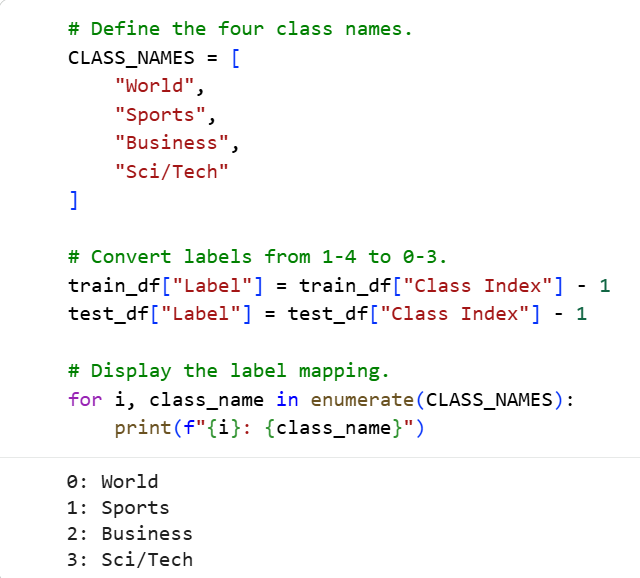 # Define the four class names.
CLASS_NAMES = [
    "World",
    "Sports",
    "Business",
    "Sci/Tech"
]

# Convert labels from 1-4 to 0-3.
train_df["Label"] = train_df["Class Index"] - 1
test_df["Label"] = test_df["Class Index"] - 1

# Display the label mapping.
for i, class_name in enumerate(CLASS_NAMES):
    print(f"{i}: {class_name}")

0: World
1: Sports
2: Business
3: Sci/Tech